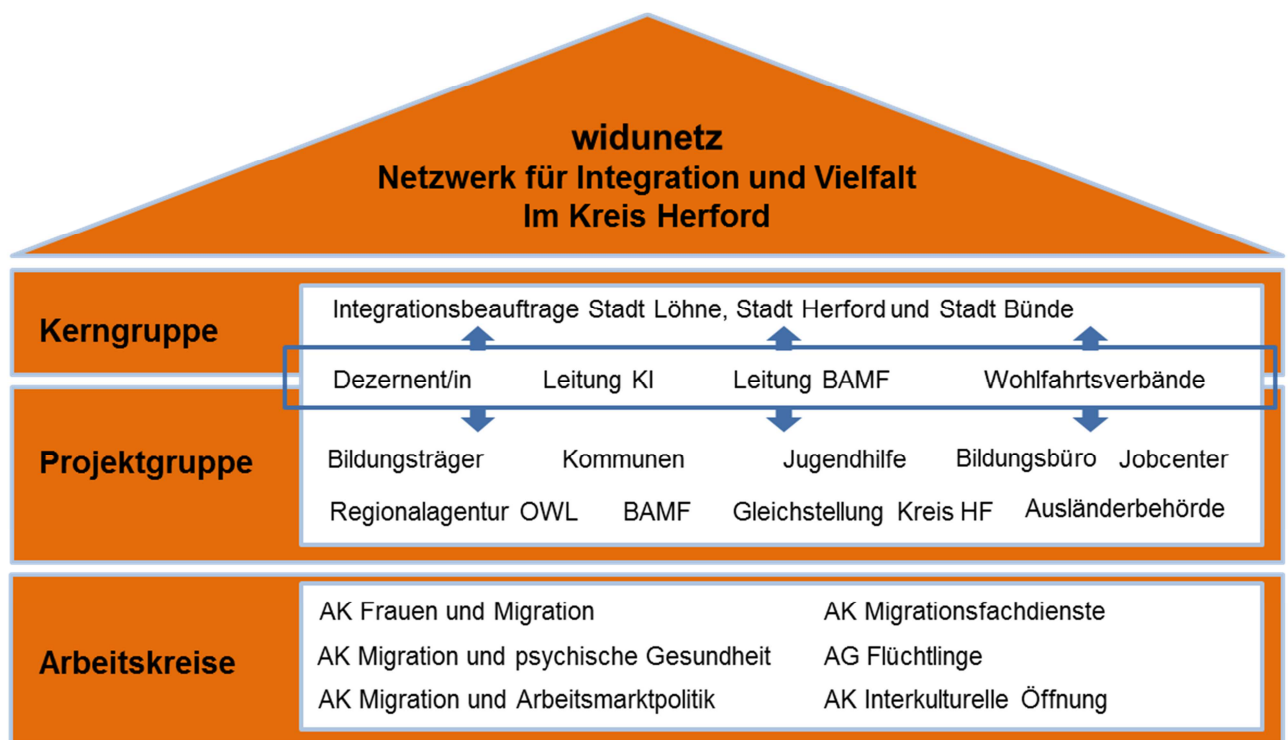 widunetz
Netzwerk für Integration und Vielfalt
Im Kreis Herford
Kerngruppe
Integrationsbeauftrage Stadt Löhne, Stadt Herford und Stadt Bünde
Dezernent/in Leitung KI Leitung BAMF Wohlfahrtsverbände
Projektgruppe
Bildungsträger Kommunen Jugendhilfe Bildungsbüro Jobcenter
Regionalagentur OWL BAMF Gleichstellung Kreis HF Ausländerbehörde
Arbeitskreise
AK Frauen und Migration AK Migrationsfachdienste
AK Migration und psychische Gesundheit AG Flüchtlinge
AK Migration und Arbeitsmarktpolitik AK Interkulturelle Öffnung